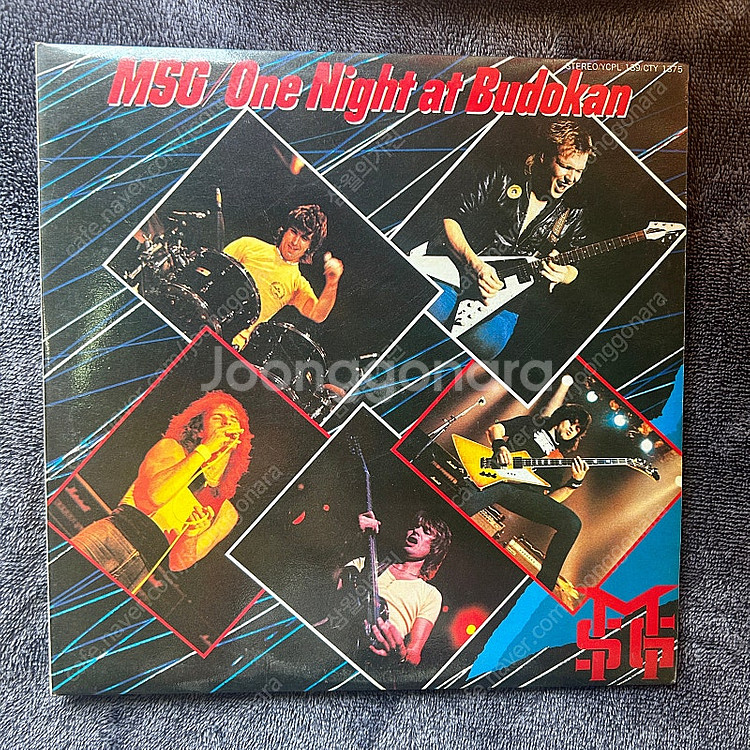 STEREO/YCPL 139/CTY 1375
MSG/One Night at Budokan
Joonggonara
MSG